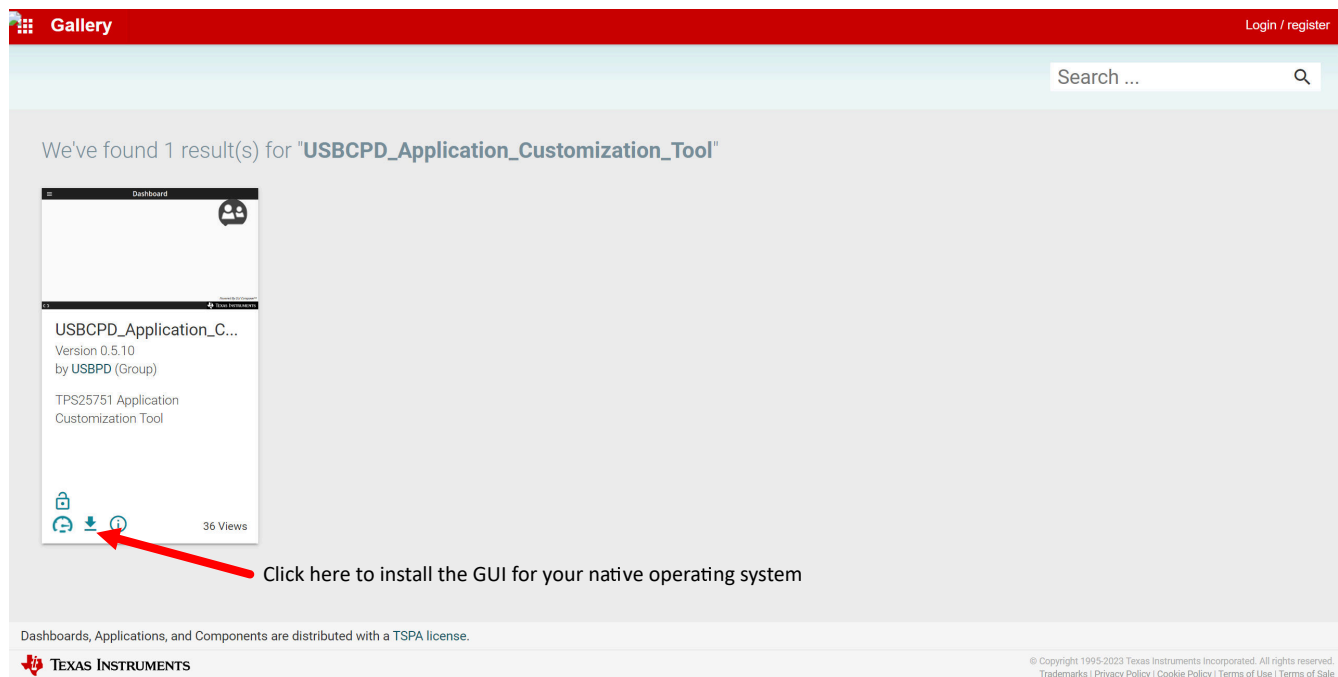 Gallery
Login / register
Search ...
We've found 1 result(s) for "USBCPD_Application_Customization_Tool"
Dashboard
TEXAS INSTRUMENTS
USBCPD_Application_C...
Version 0.5.10
by USBPD (Group)
TPS25751 Application
Customization Tool
36 Views
Click here to install the GUI for your native operating system
Dashboards, Applications, and Components are distributed with a TSPA license.
TEXAS INSTRUMENTS
© Copyright 1995-2023 Texas Instruments Incorporated. All rights reserved.
Trademarks | Privacy Policy | Cookie Policy | Terms of Use | Terms of Sale